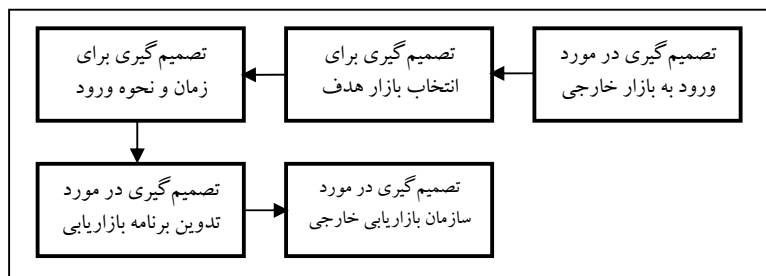 تصمیم‌گیری در مورد
ورود به بازار خارجی
تصمیم‌گیری برای
انتخاب بازار هدف
تصمیم‌گیری برای
زمان و نحوه ورود
تصمیم‌گیری در مورد
تدوین برنامه بازاریابی
تصمیم‌گیری در مورد
سازمان بازاریابی خارجی